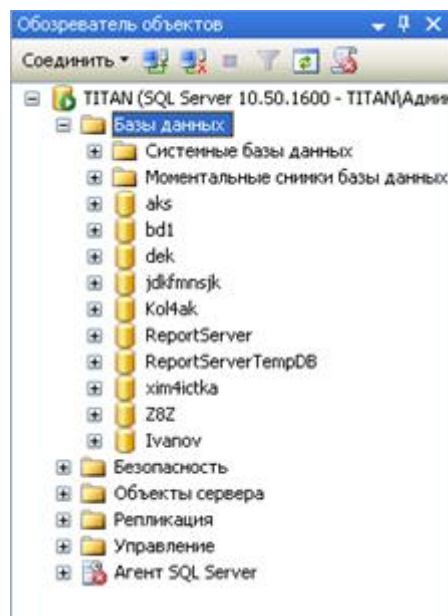 Обозреватель объектов
Соединить
TITAN (SQL Server 10.50.1600 - TITAN\Адми
Базы данных
Системные базы данных
Моментальные снимки базы данных
aks
bd1
dek
jdkfmnsjk
Kol4ak
ReportServer
ReportServerTempDB
xim4ictka
Z8Z
Ivanov
Безопасность
Объекты сервера
Репликация
Управление
Агент SQL Server